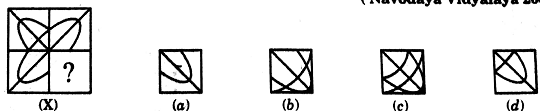 ( Navodaya Vidyalaya 20
?
(X) (a) (b) (c) (d)